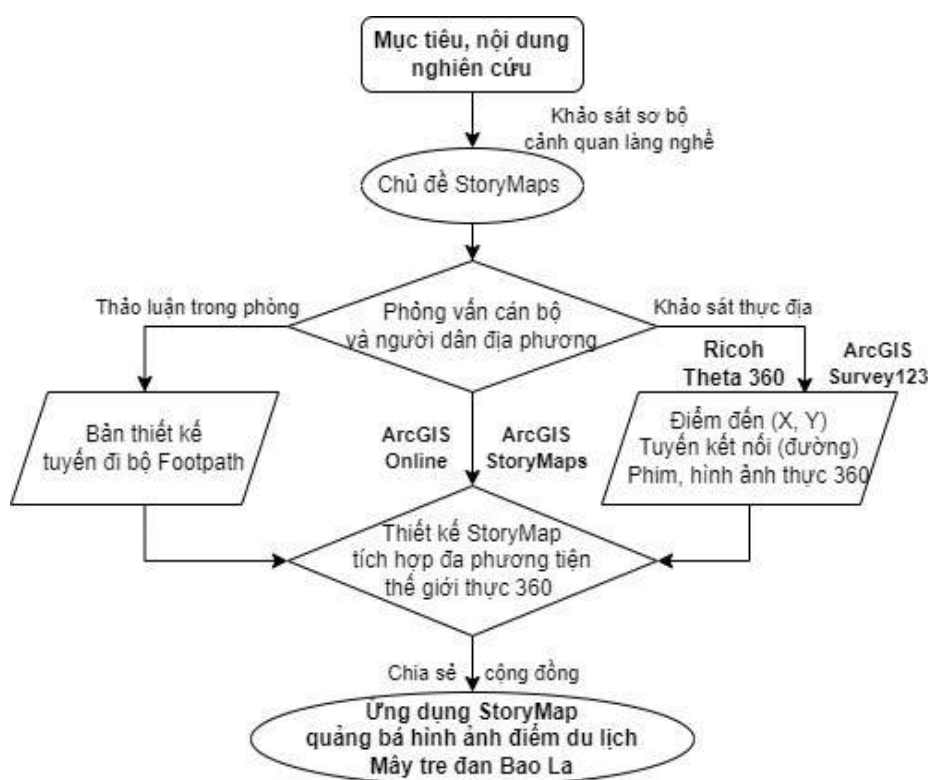 Mục tiêu, nội dung
nghiên cứu
Khảo sát sơ bộ
cảnh quan làng nghề
Chủ đề StoryMaps
Thảo luận trong phòng
Phỏng vấn cán bộ
và người dân địa phương
Khảo sát thực địa
Ricoh
Theta 360
ArcGIS
Survey123
Bản thiết kế
tuyến đi bộ Footpath
ArcGIS
Online
ArcGIS
StoryMaps
Điểm đến (X, Y)
Tuyến kết nối (đường)
Phim, hình ảnh thực 360
Thiết kế StoryMap
tích hợp đa phương tiện
thế giới thực 360
Chia sẻ cộng đồng
Ứng dụng StoryMap
quảng bá hình ảnh điểm du lịch
Mây tre đan Bao La